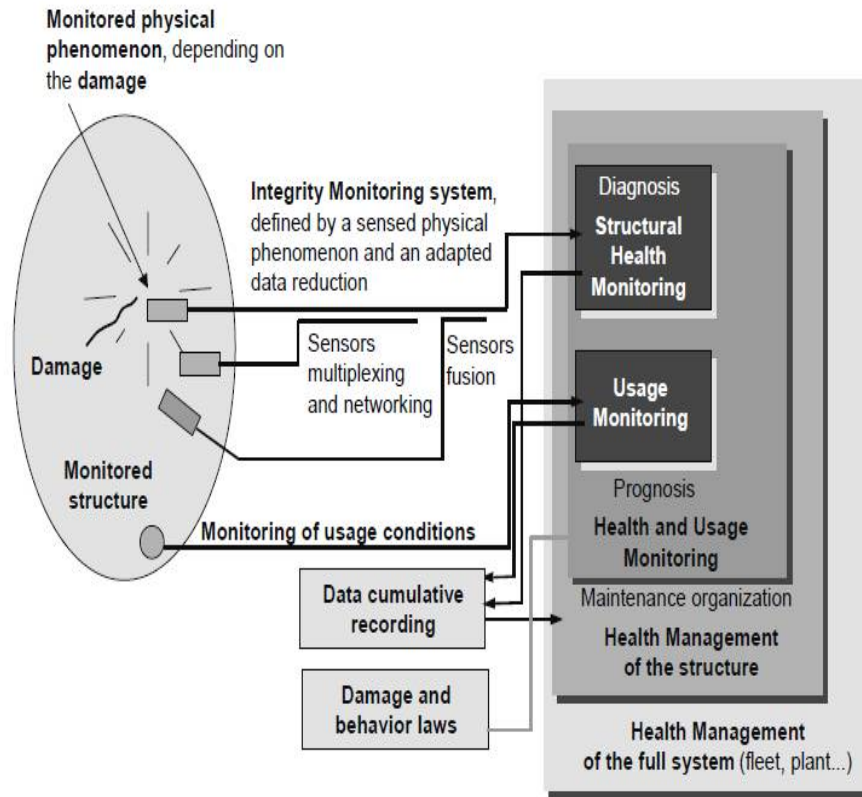 Monitored physical
phenomenon, depending on
the damage
Integrity Monitoring system,
defined by a sensed physical
phenomenon and an adapted
data reduction
Damage
Sensors
multiplexing
and networking
Sensors
fusion
Monitored
structure
Monitoring of usage conditions
Data cumulative
recording
Damage and
behavior laws
Diagnosis
Structural
Health
Monitoring
Usage
Monitoring
Prognosis
Health and Usage
Monitoring
Maintenance organization
Health Management
of the structure
Health Management
of the full system (fleet, plant...)